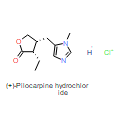 O
O
N
N
H
Cl
(+)-Pilocarpine hydrochlor
ide